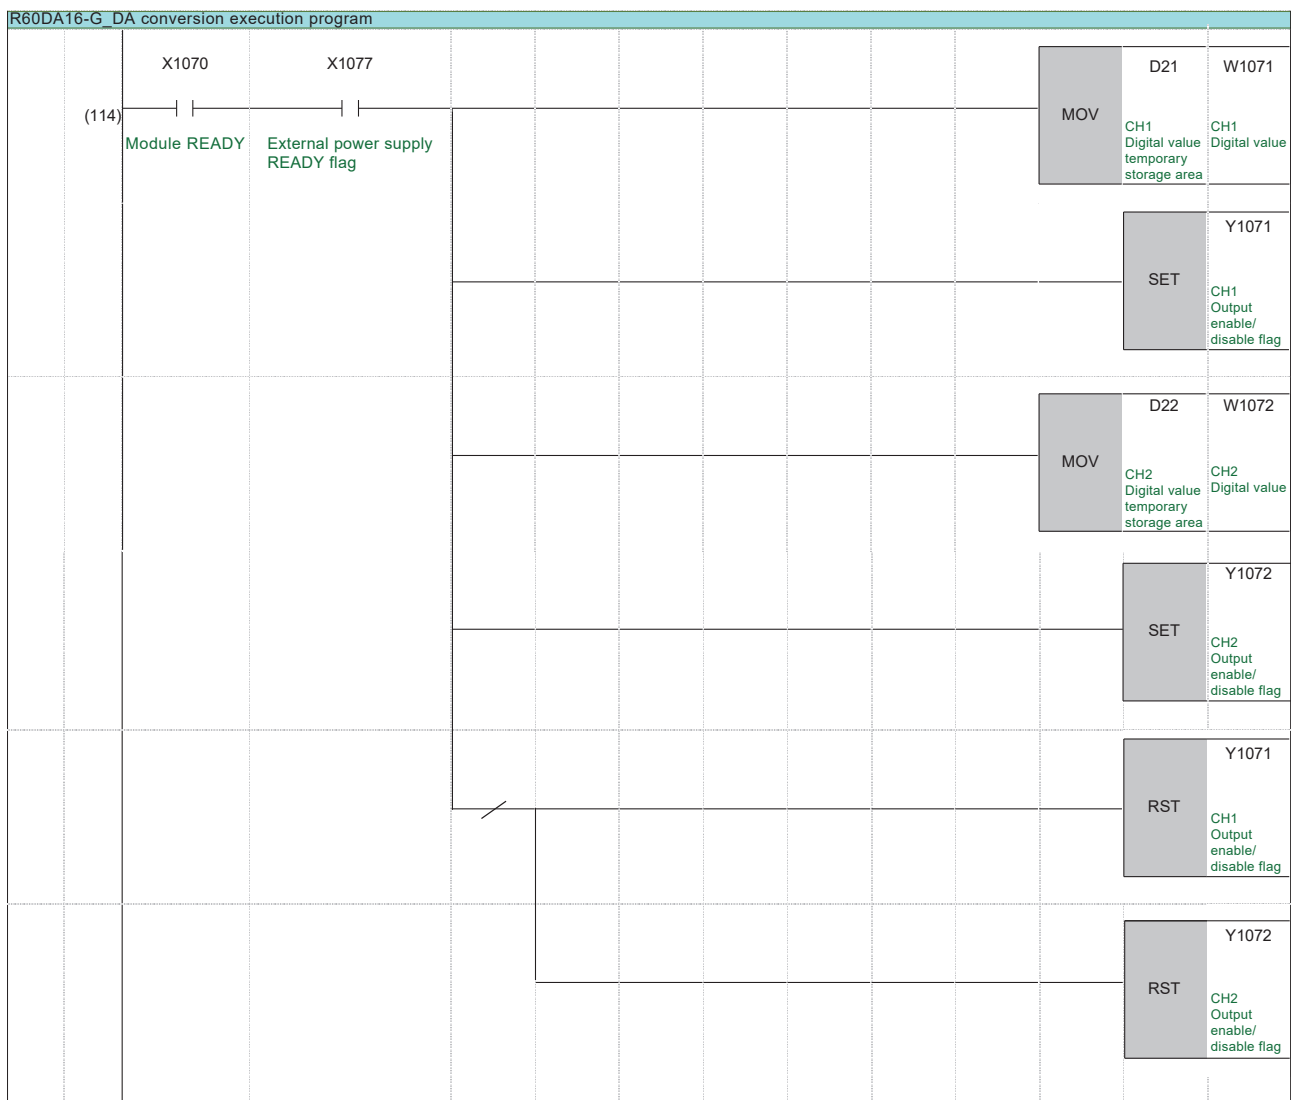 R60DA16-G_DA conversion execution program
X1070
X1077
(114)
Module READY
External power supply
READY flag
MOV
D21
W1071
CH1
Digital value
temporary
storage area
CH1
Digital value
SET
Y1071
CH1
Output
enable/
disable flag
MOV
D22
W1072
CH2
Digital value
temporary
storage area
CH2
Digital value
SET
Y1072
CH2
Output
enable/
disable flag
RST
Y1071
CH1
Output
enable/
disable flag
RST
Y1072
CH2
Output
enable/
disable flag